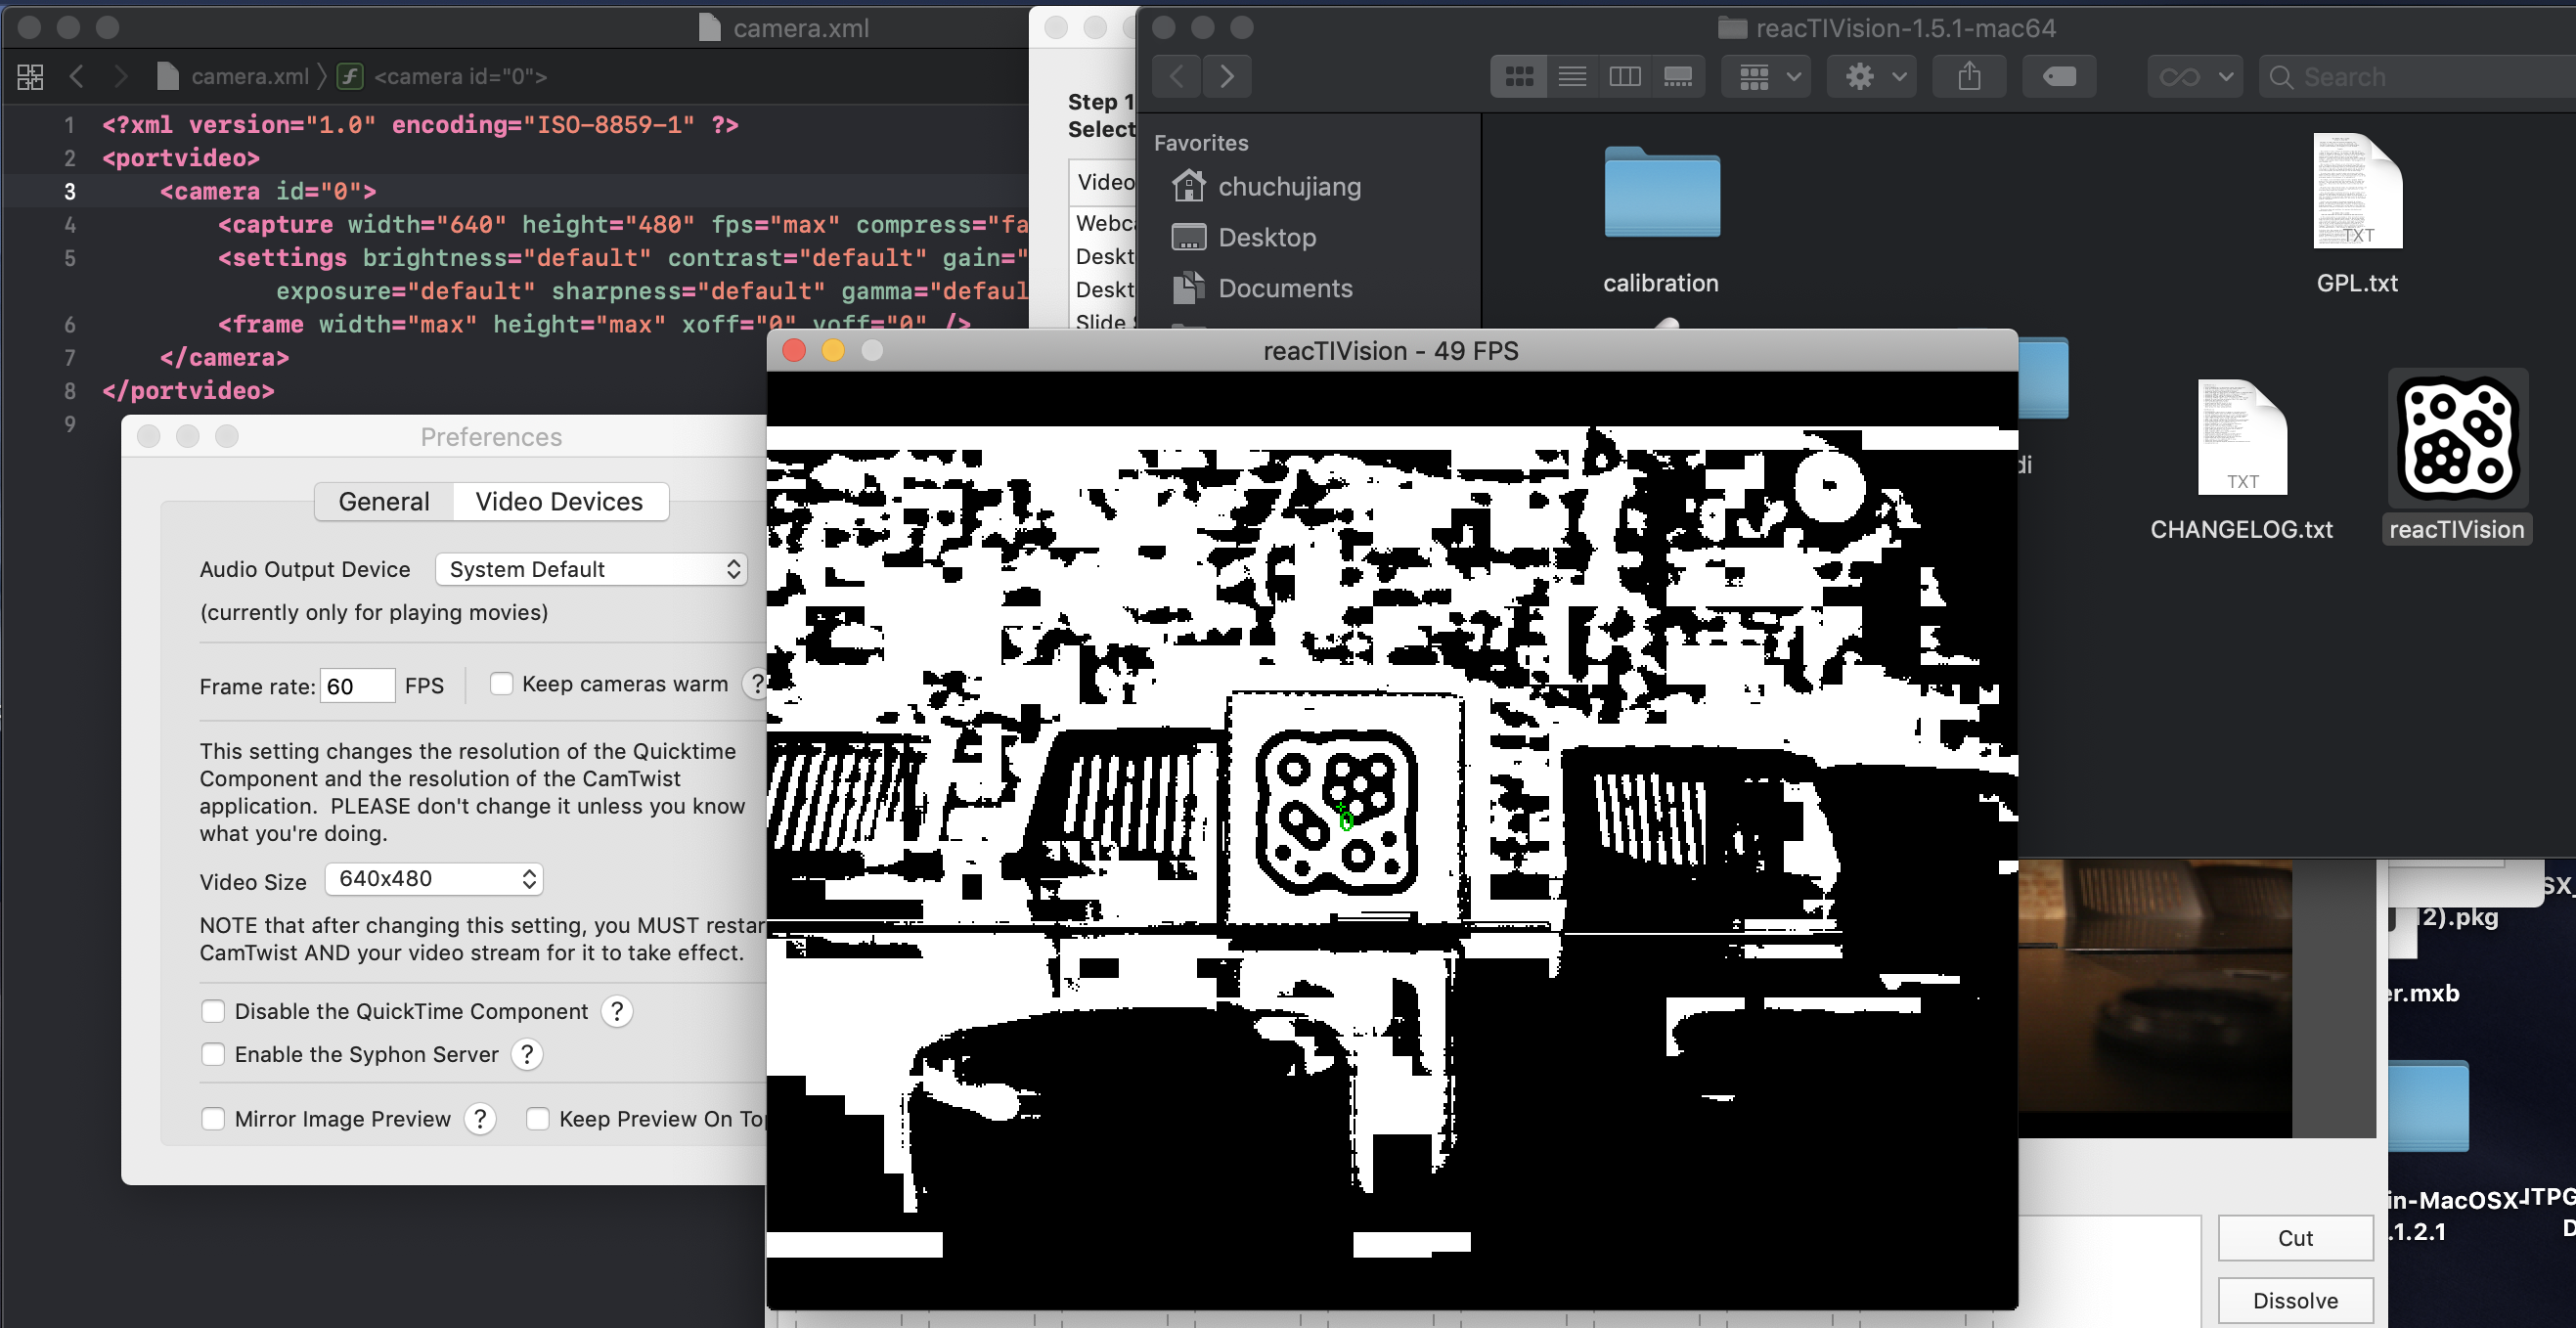 camera.xml
camera.xml 〉 <camera id="0">
1 <?xml version="1.0" encoding="ISO-8859-1" ?>
2 <portvideo>
3 <camera id="0">
4 <capture width="640" height="480" fps="max" compress="fa
5 <settings brightness="default" contrast="default" gain="
exposure="default" sharpness="default" gamma="defaul
6 <frame width="max" height="max" xoff="0" yoff="0" />
7 </camera>
8 </portvideo>
9
Step 1
Select
Video
Webc
Deskt
Deskt
Slide
reacTIVision-1.5.1-mac64
Search
Favorites
chuchujiang
Desktop
Documents
calibration
TXT
GPL.txt
di
TXT
CHANGELOG.txt
reacTIVision
Preferences
General
Video Devices
Audio Output Device
System Default
(currently only for playing movies)
Frame rate: 60 FPS
Keep cameras warm ?
This setting changes the resolution of the Quicktime
Component and the resolution of the CamTwist
application. PLEASE don't change it unless you know
what you're doing.
Video Size 640x480
NOTE that after changing this setting, you MUST restar
CamTwist AND your video stream for it to take effect.
Disable the QuickTime Component ?
Enable the Syphon Server ?
Mirror Image Preview ?
Keep Preview On To
reacTIVision - 49 FPS
0
SX_
2).pkg
er.mxb
in-MacOSX-
.1.2.1
ITPG
D
Cut
Dissolve